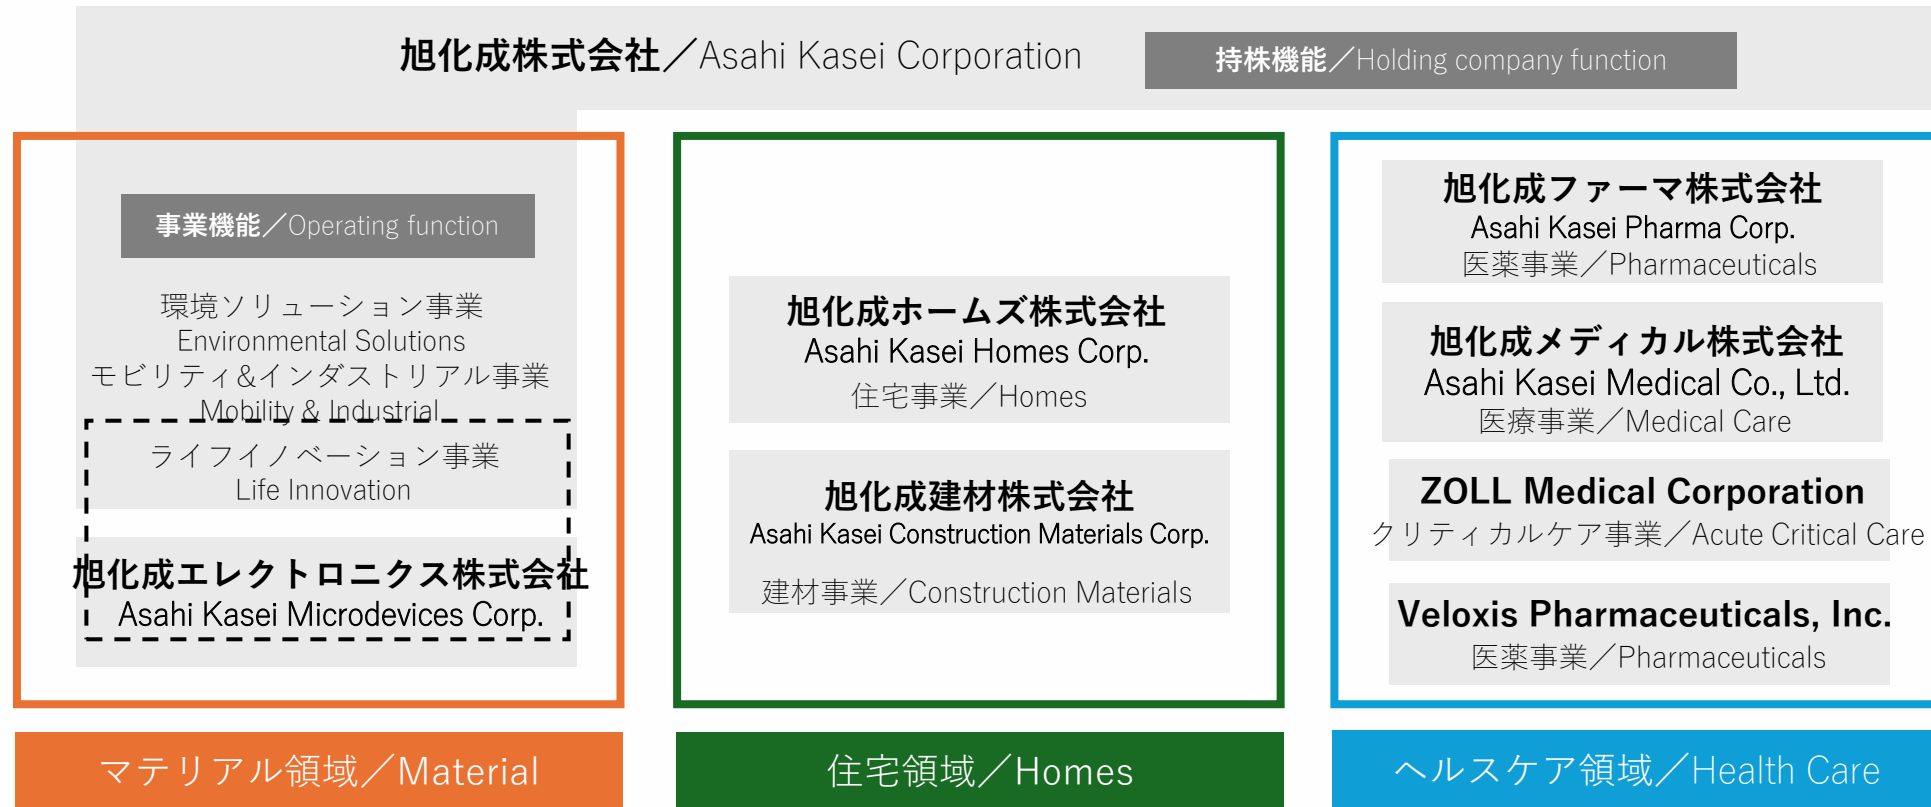 旭化成株式会社／Asahi Kasei Corporation
持株機能／Holding company function
事業機能／Operating function
環境ソリューション事業
Environmental Solutions
モビリティ&インダストリアル事業
Mobility & Industrial
ライフイノベーション事業
Life Innovation
旭化成エレクトロニクス株式会社
Asahi Kasei Microdevices Corp.
マテリアル領域／Material
旭化成ホームズ株式会社
Asahi Kasei Homes Corp.
住宅事業／Homes
旭化成建材株式会社
Asahi Kasei Construction Materials Corp.
建材事業／Construction Materials
住宅領域／Homes
旭化成ファーマ株式会社
Asahi Kasei Pharma Corp.
医薬事業／Pharmaceuticals
旭化成メディカル株式会社
Asahi Kasei Medical Co., Ltd.
医療事業／Medical Care
ZOLL Medical Corporation
クリティカルケア事業／Acute Critical Care
Veloxis Pharmaceuticals, Inc.
医薬事業／Pharmaceuticals
ヘルスケア領域／Health Care